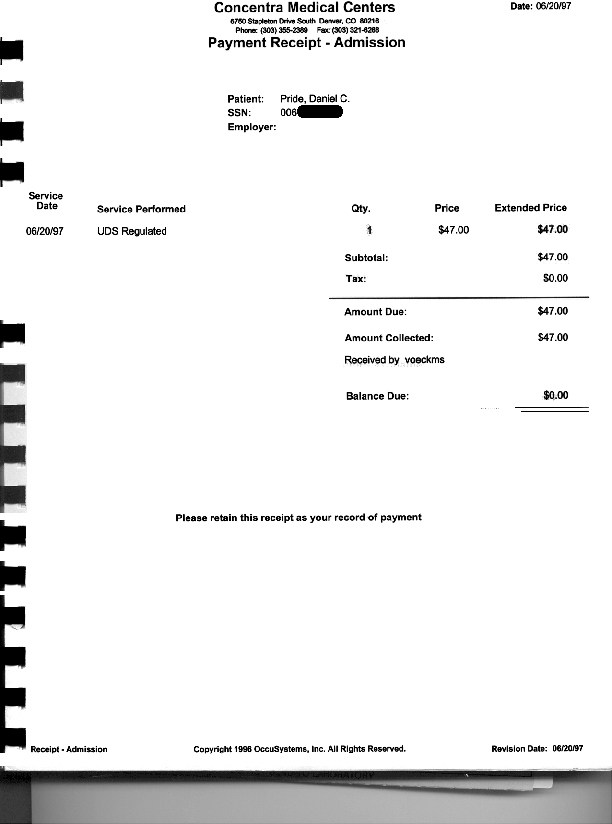 Concentra Medical Centers
Date: 06/20/97
6760 Stapleton Drive South Denver, CO 80216
Phone: (303) 355-2369 Fax: (303) 321-6268
Payment Receipt - Admission
Patient: Pride, Daniel C.
SSN: 006
Employer:
Service Date Service Performed Qty. Price Extended Price
06/20/97 UDS Regulated 1 $47.00 $47.00
Subtotal: $47.00
Tax: $0.00
Amount Due: $47.00
Amount Collected: $47.00
Received by voeckms
Balance Due: $0.00
Please retain this receipt as your record of payment
Receipt - Admission Copyright 1996 OccuSystems, Inc. All Rights Reserved. Revision Date: 06/20/97